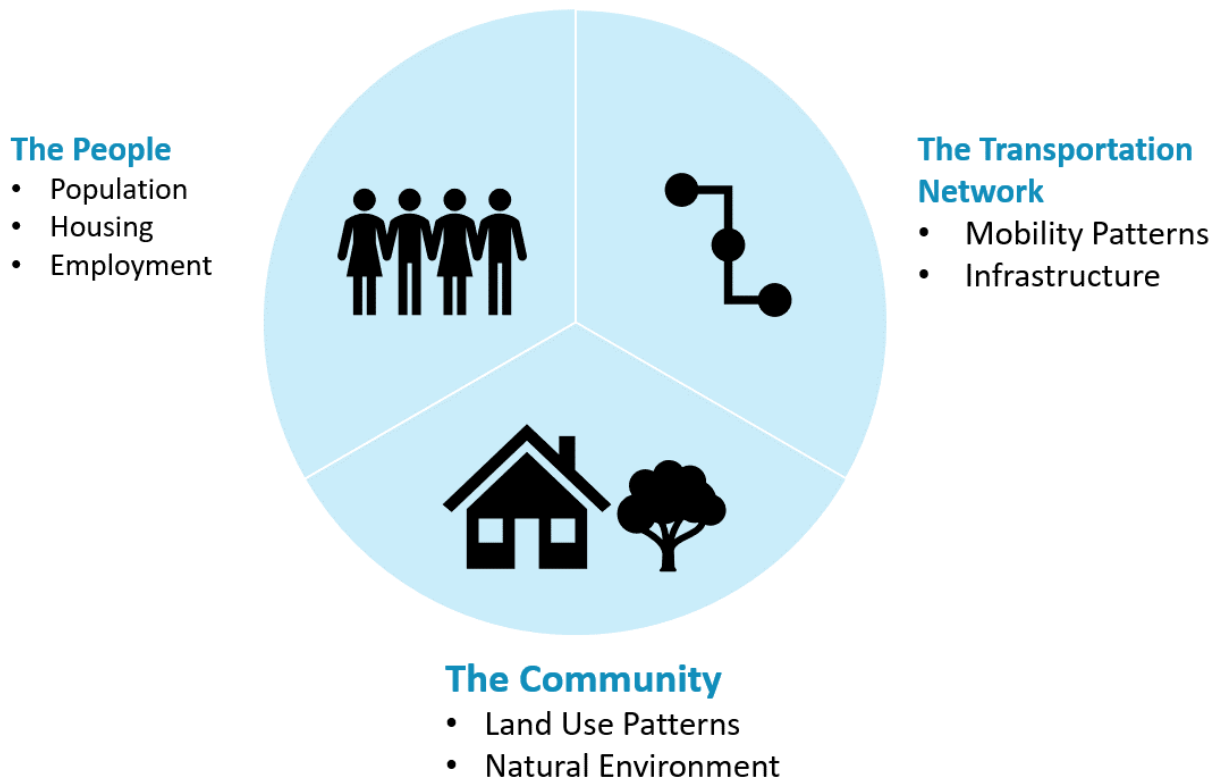 The People
• Population
• Housing
• Employment
The Transportation
Network
• Mobility Patterns
• Infrastructure
The Community
• Land Use Patterns
• Natural Environment